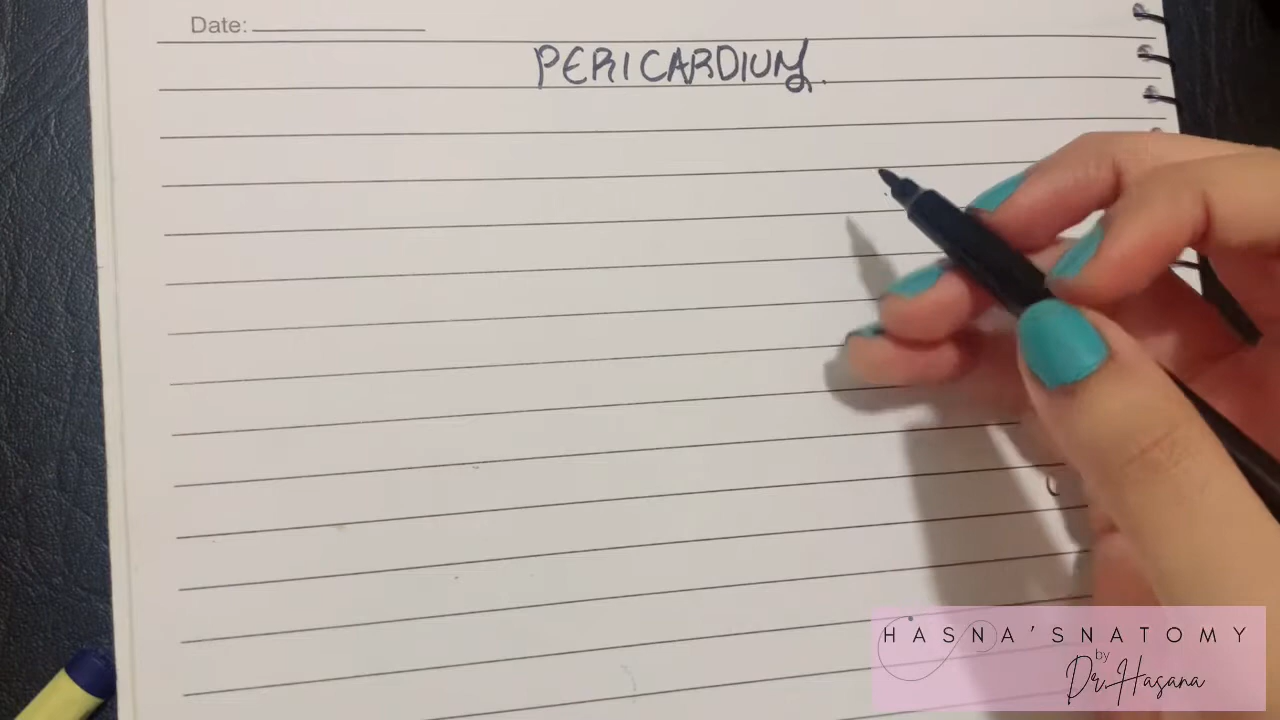 Date:
PERICARDIUM.
HASNA'SNATOMY
by
Dr.Hasana